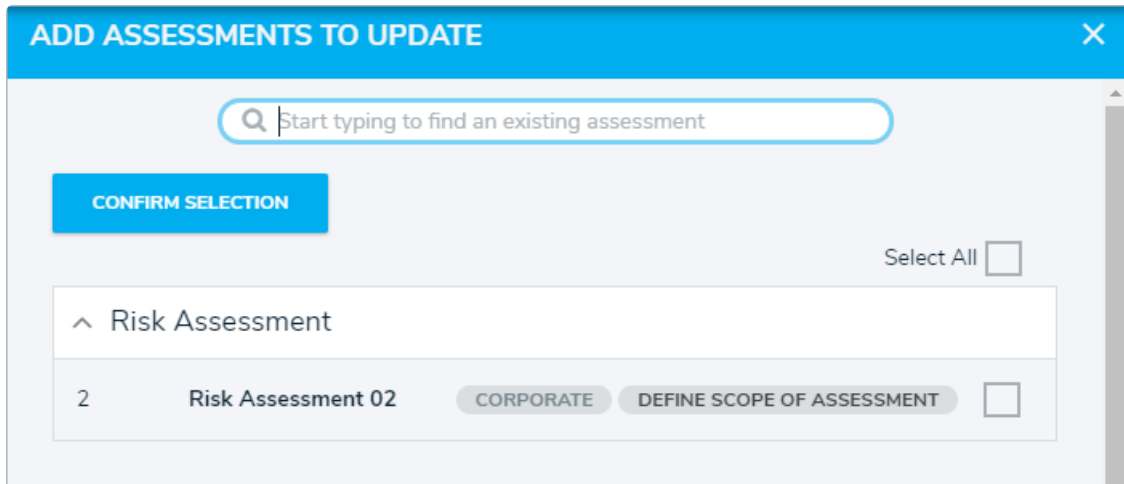 ADD ASSESSMENTS TO UPDATE
Start typing to find an existing assessment
CONFIRM SELECTION
Select All
Risk Assessment
2 Risk Assessment 02 CORPORATE DEFINE SCOPE OF ASSESSMENT